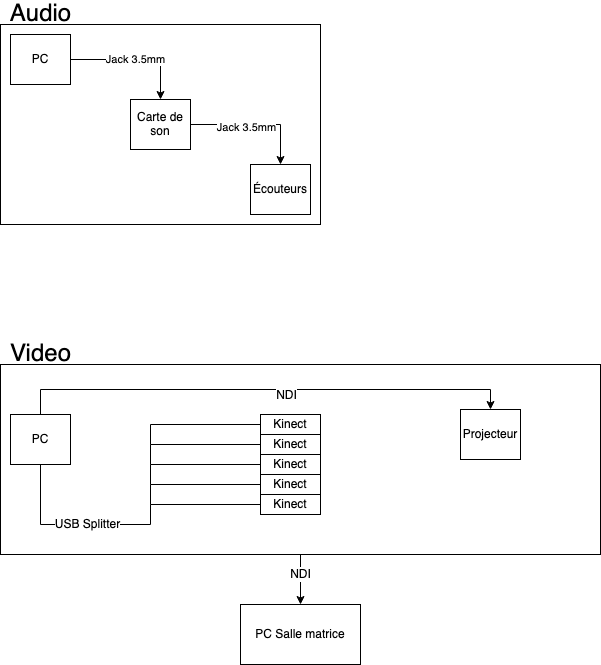 Audio
PC
Jack 3.5mm
Carte de
son
Jack 3.5mm
Écouteurs
Video
NDI
PC
Kinect
Kinect
Kinect
Kinect
Kinect
Projecteur
USB Splitter
NDI
PC Salle matrice